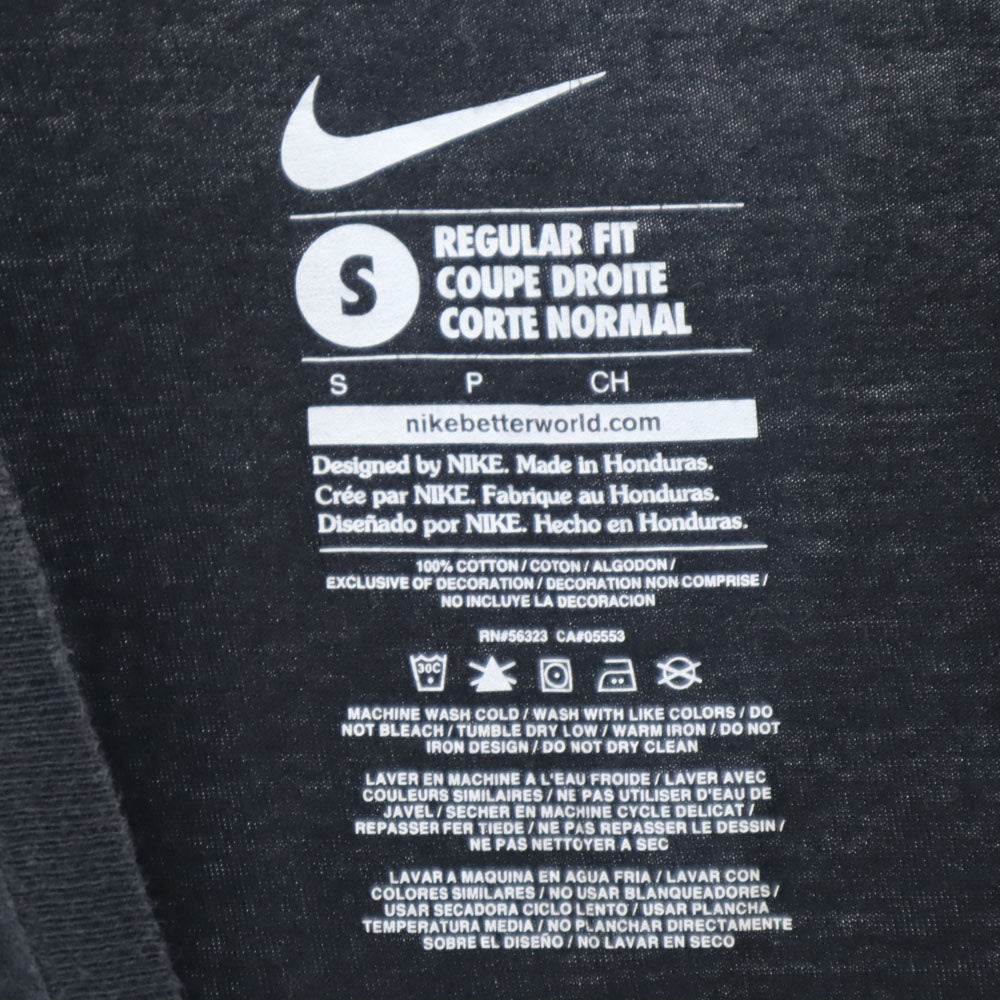 S
REGULAR FIT
COUPE DROITE
CORTE NORMAL
S P CH
nikebetterworld.com
Designed by NIKE. Made in Honduras.
Crée par NIKE. Fabrique au Honduras.
Diseñado por NIKE. Hecho en Honduras.
100% COTTON / COTON / ALGODON /
EXCLUSIVE OF DECORATION / DECORATION NON COMPRISE /
NO INCLUYE LA DECORACION
RN#56323 CA#05553
30C
MACHINE WASH COLD / WASH WITH LIKE COLORS / DO
NOT BLEACH / TUMBLE DRY LOW / WARM IRON / DO NOT
IRON DESIGN / DO NOT DRY CLEAN
LAVER EN MACHINE A L'EAU FROIDE / LAVER AVEC
COULEURS SIMILAIRES / NE PAS UTILISER D'EAU DE
JAVEL / SECHER EN MACHINE CYCLE DELICAT /
REPASSER FER TIEDE / NE PAS REPASSER LE DESSIN /
NE PAS NETTOYER A SEC
LAVAR A MAQUINA EN AGUA FRIA / LAVAR CON
COLORES SIMILARES / NO USAR BLANQUEADORES /
USAR SECADORA CICLO LENTO / USAR PLANCHA
TEMPERATURA MEDIA / NO PLANCHAR DIRECTAMENTE
SOBRE EL DISEÑO / NO LAVAR EN SECO